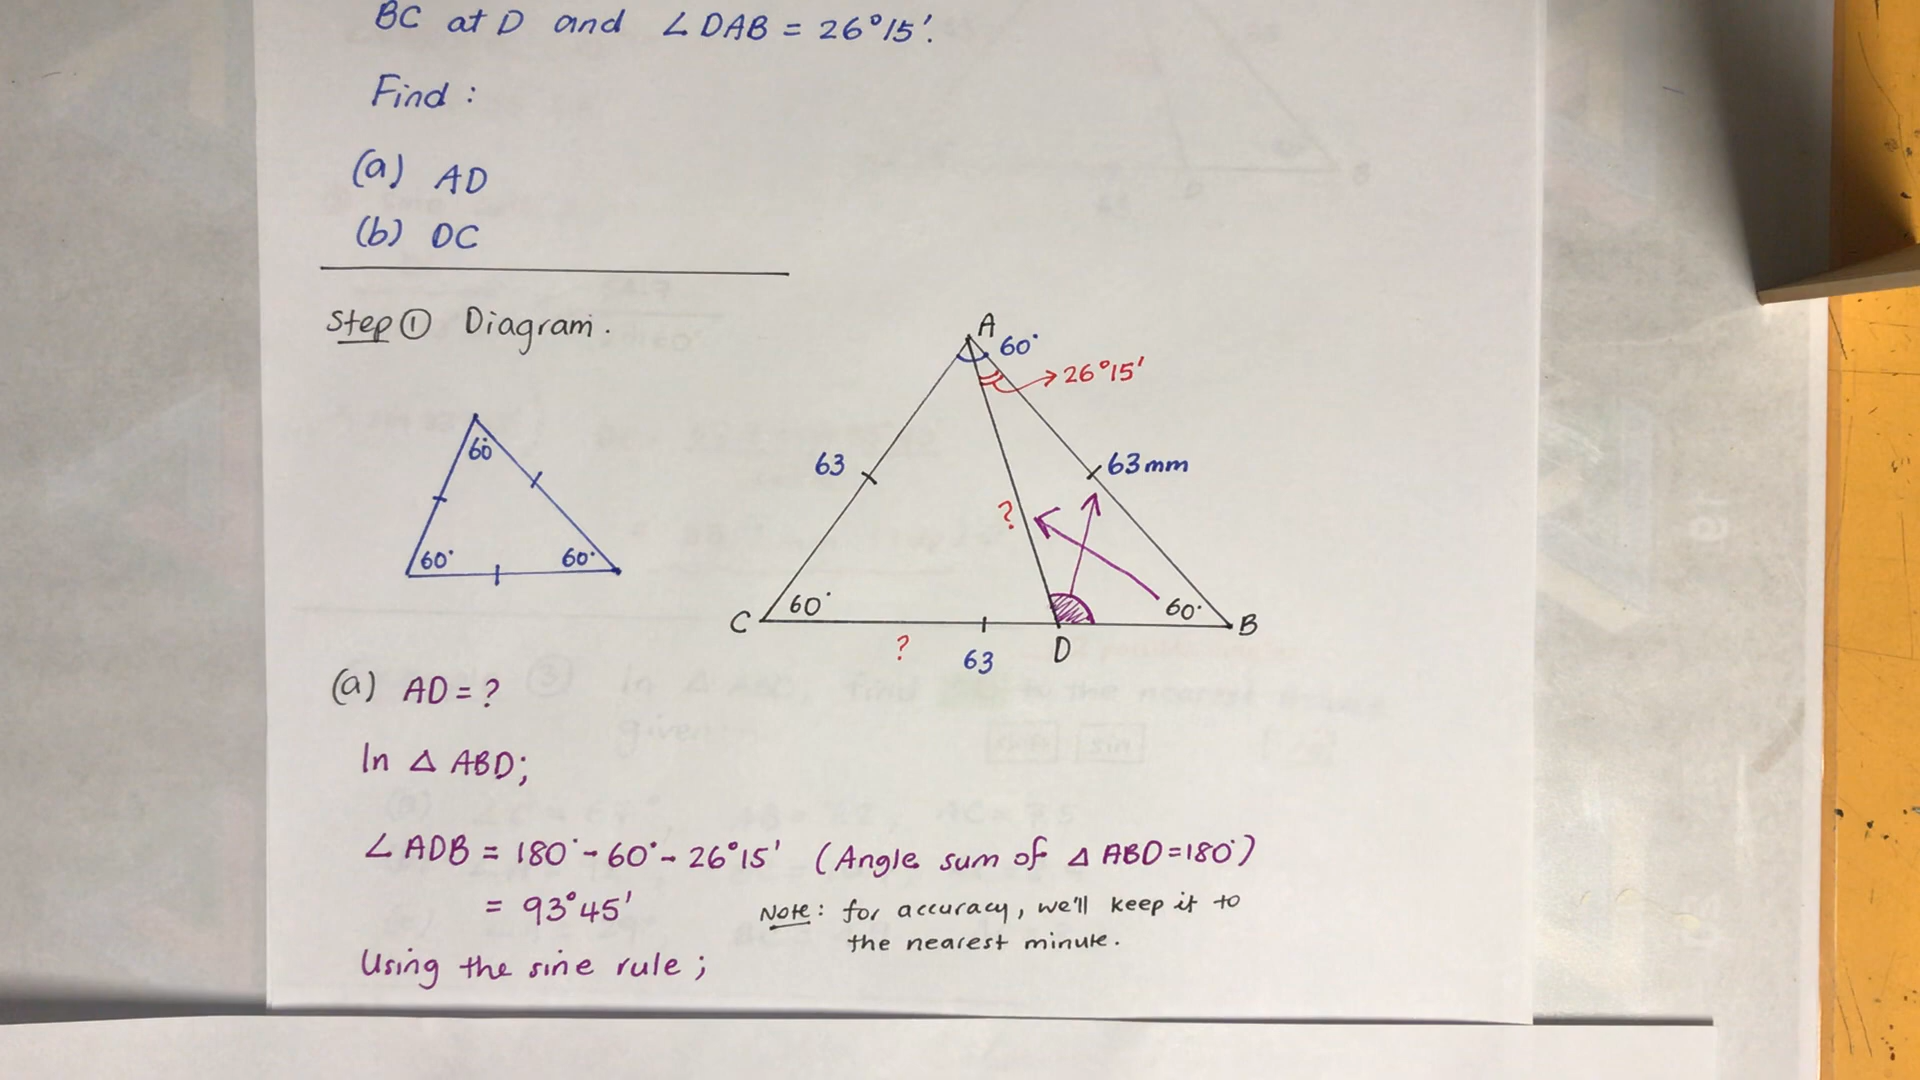 BC at D and ∠DAB = 26°15'.
Find :
(a) AD
(b) DC
Step ① Diagram.
A
60°
26°15'
60
63
63mm
?
60°
60°
C
60°
60°
B
?
63
D
(a) AD = ?
In △ ABD;
∠ADB = 180° - 60° - 26°15' (Angle sum of △ ABD=180°)
= 93°45'
Note: for accuracy, we'll keep it to
the nearest minute.
Using the sine rule ;